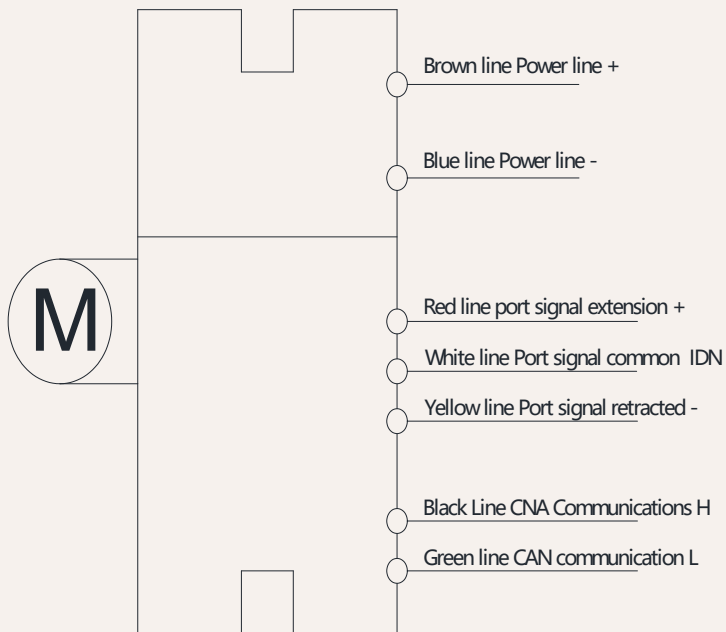 Brown line Power line +
Blue line Power line -
M
Red line port signal extension +
White line Port signal common IDN
Yellow line Port signal retracted -
Black Line CNA Communications H
Green line CAN communication L